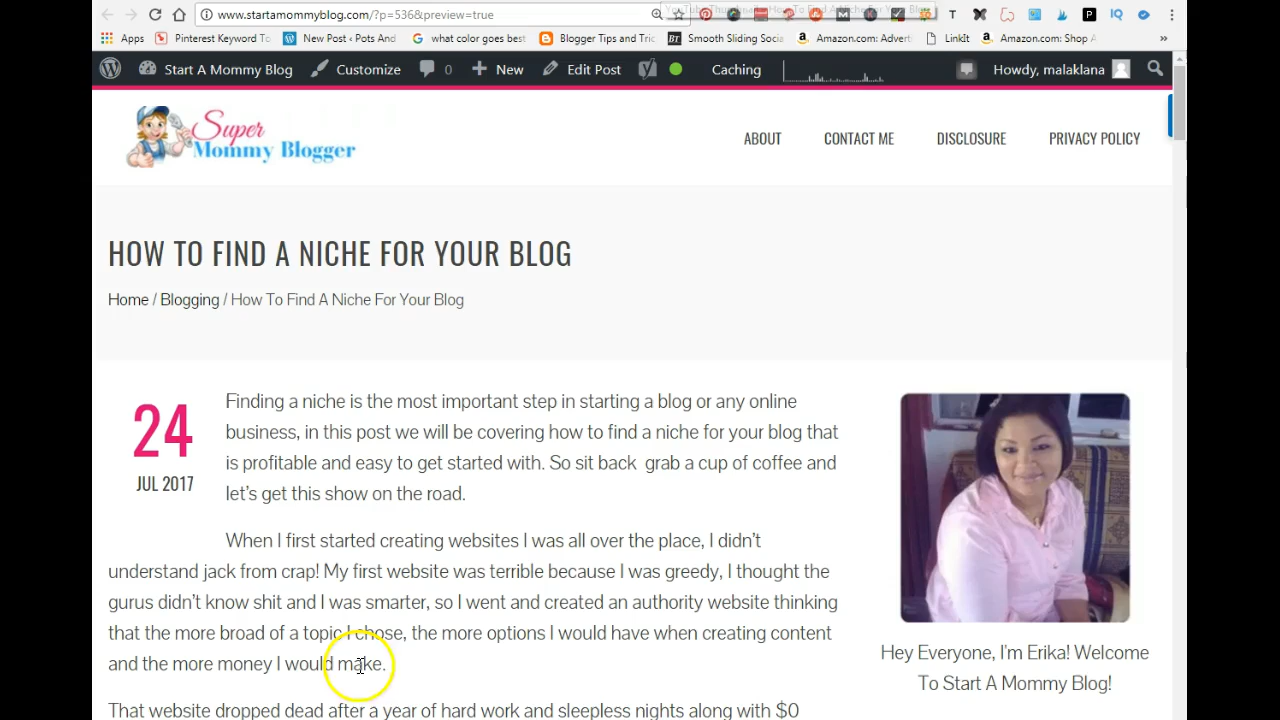 www.startamommyblog.com/?p=536&preview=true
Apps
Pinterest Keyword To
New Post ‹ Pots And
what color goes best
Blogger Tips and Tric
BT
Smooth Sliding Socia
Amazon.com: Advert
LinkIt
Amazon.com: Shop A
»
Start A Mommy Blog
Customize
0
New
Edit Post
Caching
Howdy, malaklana
Super
Mommy Blogger
ABOUT
CONTACT ME
DISCLOSURE
PRIVACY POLICY
HOW TO FIND A NICHE FOR YOUR BLOG
Home / Blogging / How To Find A Niche For Your Blog
24
JUL 2017
Finding a niche is the most important step in starting a blog or any online
business, in this post we will be covering how to find a niche for your blog that
is profitable and easy to get started with. So sit back grab a cup of coffee and
let's get this show on the road.
When I first started creating websites I was all over the place, I didn't
understand jack from crap! My first website was terrible because I was greedy, I thought the
gurus didn't know shit and I was smarter, so I went and created an authority website thinking
that the more broad of a topic I chose, the more options I would have when creating content
and the more money I would make.
That website dropped dead after a year of hard work and sleepless nights along with $0
Hey Everyone, I'm Erika! Welcome
To Start A Mommy Blog!